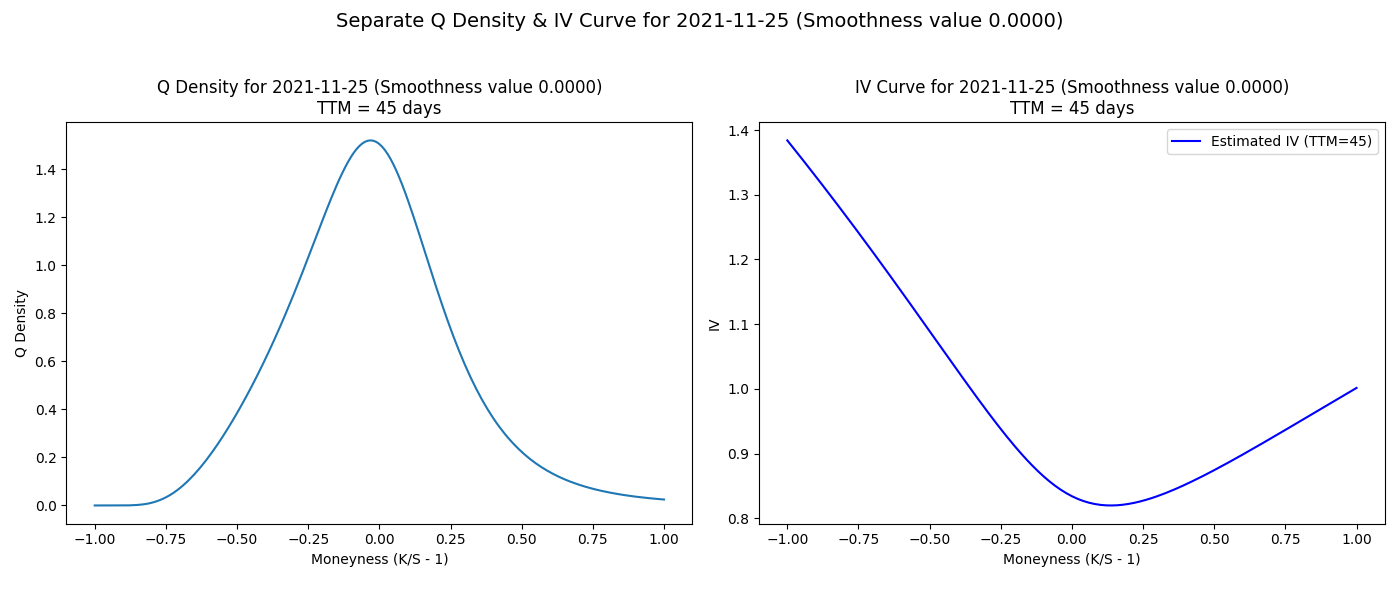 Separate Q Density & IV Curve for 2021-11-25 (Smoothness value 0.0000)
Q Density for 2021-11-25 (Smoothness value 0.0000)
TTM = 45 days
Q Density
1.4
1.2
1.0
0.8
0.6
0.4
0.2
0.0
−1.00 −0.75 −0.50 −0.25 0.00 0.25 0.50 0.75 1.00
Moneyness (K/S - 1)
IV Curve for 2021-11-25 (Smoothness value 0.0000)
TTM = 45 days
Estimated IV (TTM=45)
IV
1.4
1.3
1.2
1.1
1.0
0.9
0.8
−1.00 −0.75 −0.50 −0.25 0.00 0.25 0.50 0.75 1.00
Moneyness (K/S - 1)